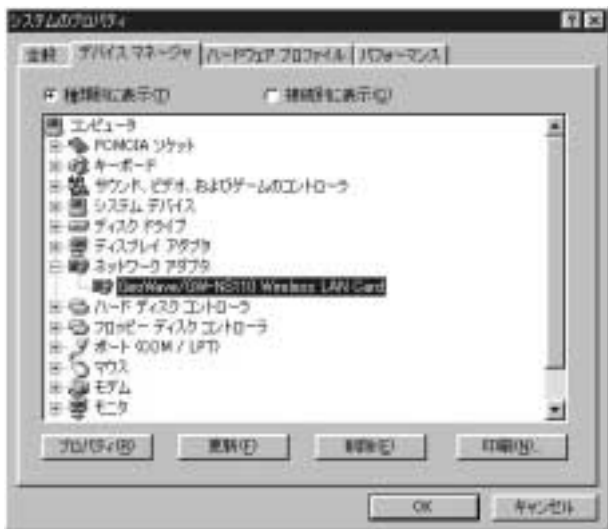 システムのプロパティ
全般 デバイス マネージャ ハードウェア プロファイル パフォーマンス
種類別に表示(T) 接続別に表示(C)
コンピュータ
PCMCIA ソケット
キーボード
サウンド、ビデオ、およびゲームのコントローラ
システム デバイス
ディスク ドライブ
ディスプレイ アダプタ
ネットワーク アダプタ
GeoWave/GW-NS110 Wireless LAN Card
ハード ディスク コントローラ
フロッピー ディスク コントローラ
ポート (COM / LPT)
マウス
モデム
モニタ
プロパティ(R) 更新(F) 削除(E) 印刷(N)...
OK キャンセル